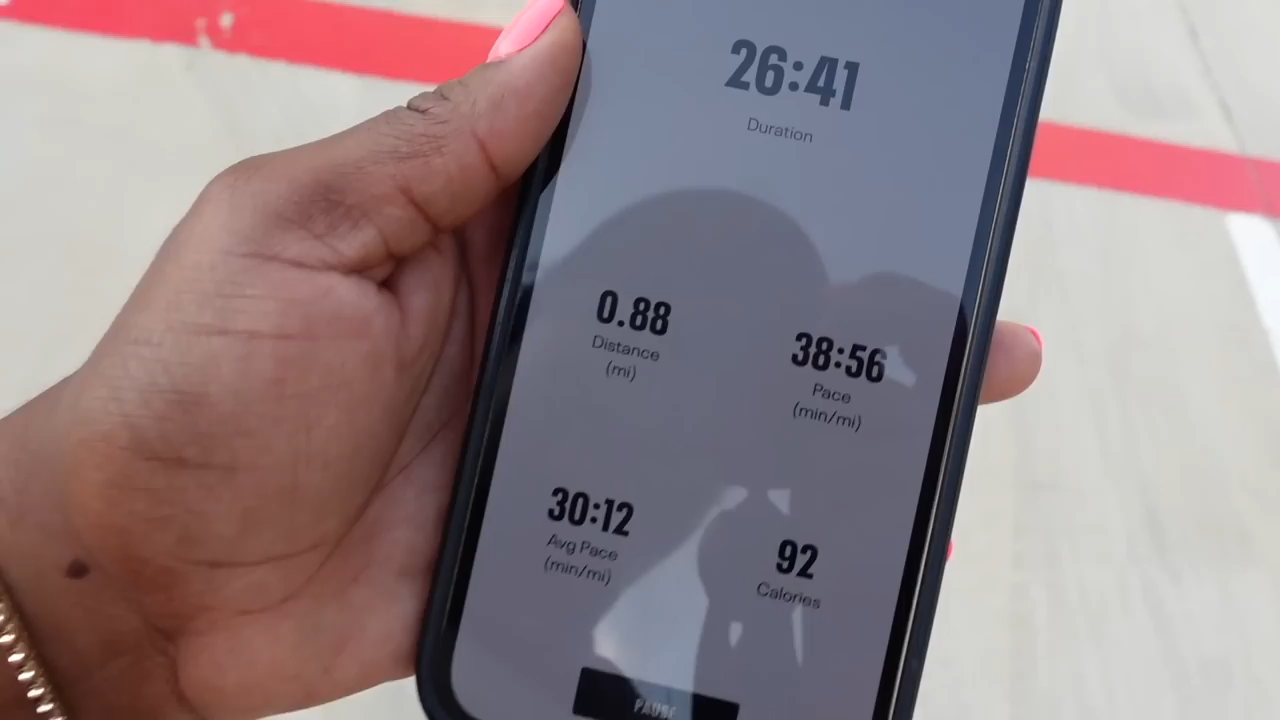 26:41
Duration
0.88
Distance
(mi)
38:56
Pace
(min/mi)
30:12
Avg Pace
(min/mi)
92
Calories
PAUSE